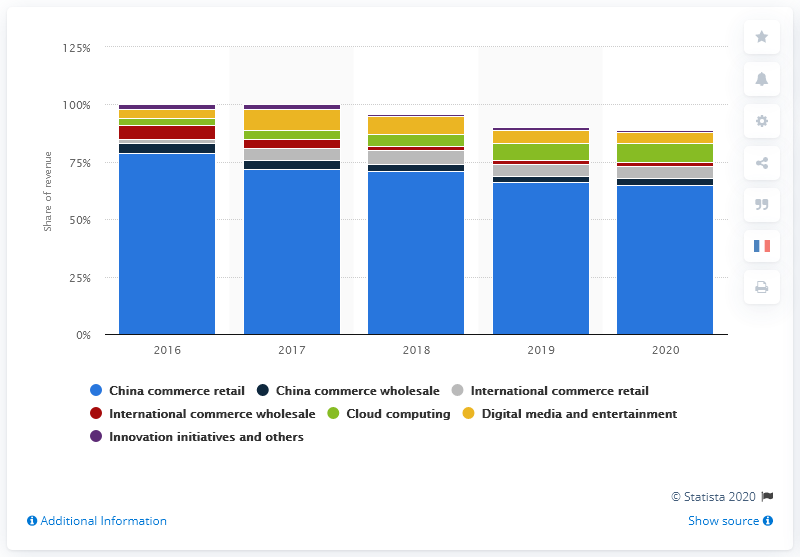 125%
100%
75%
50%
25%
0%
Share of revenue
2016 2017 2018 2019 2020
China commerce retail China commerce wholesale International commerce retail
International commerce wholesale Cloud computing Digital media and entertainment
Innovation initiatives and others
© Statista 2020
Additional Information Show source